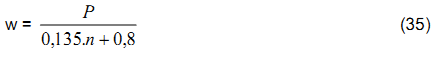 w = P / 0,135.n + 0,8 (35)